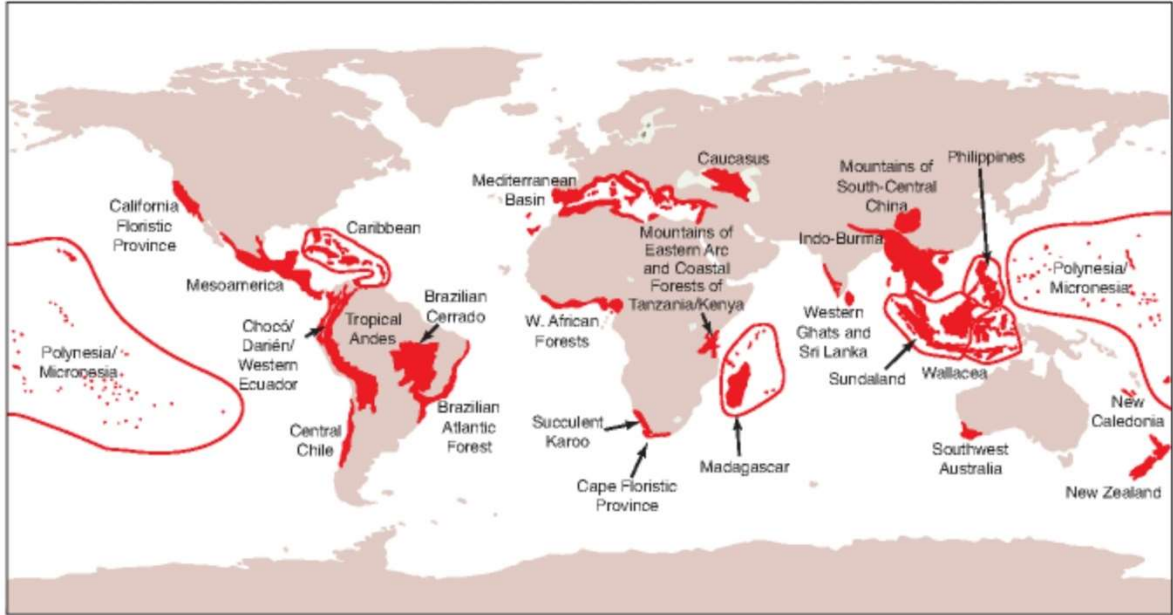 California
Floristic
Province
Caribbean
Mesoamerica
Polynesia/
Micronesia
Chocó/
Darién/
Western
Ecuador
Tropical
Andes
Brazilian
Cerrado
Central
Chile
Brazilian
Atlantic
Forest
Mediterranean
Basin
Caucasus
Mountains of
Eastern Arc
and Coastal
Forests of
Tanzania/Kenya
W. African
Forests
Succulent
Karoo
Cape Floristic
Province
Madagascar
Mountains of
South-Central
China
Philippines
Indo-Burma
Western
Ghats and
Sri Lanka
Sundaland
Wallacea
Polynesia/
Micronesia
New
Caledonia
Southwest
Australia
New Zealand